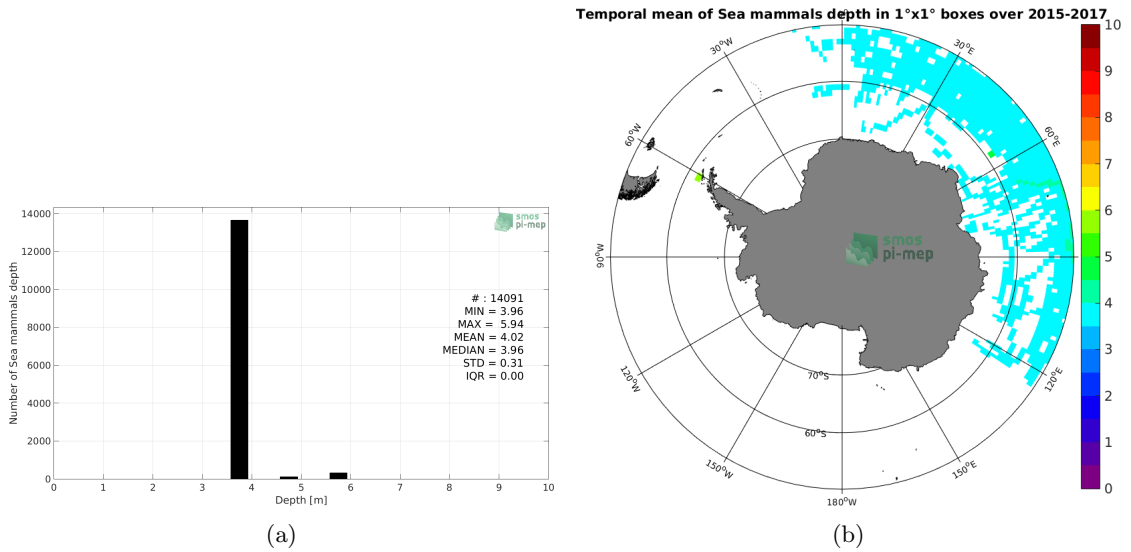 Temporal mean of Sea mammals depth in 1°x1° boxes over 2015-2017
14000
12000
10000
8000
6000
4000
2000
0
Number of Sea mammals depth
smos
pi-mep
# : 14091
MIN = 3.96
MAX = 5.94
MEAN = 4.02
MEDIAN = 3.96
STD = 0.31
IQR = 0.00
0 1 2 3 4 5 6 7 8 9 10
Depth [m]
(a)
0°
30°W
30°E
60°W
60°E
90°W
120°W
120°E
150°W
150°E
180°W
70°S
60°S
smos
pi-mep
10
9
8
7
6
5
4
3
2
1
0
(b)